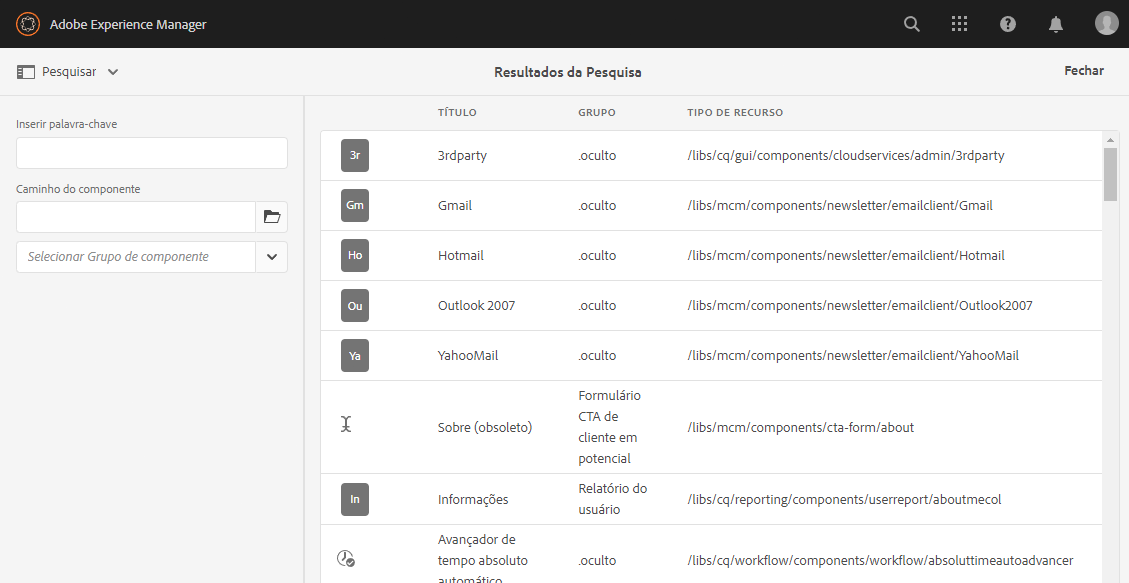 Adobe Experience Manager
Pesquisar
Resultados da Pesquisa
Fechar
Inserir palavra-chave
Caminho do componente
Selecionar Grupo de componente
TÍTULO GRUPO TIPO DE RECURSO
3r 3rdparty .oculto /libs/cq/gui/components/cloudservices/admin/3rdparty
Gm Gmail .oculto /libs/mcm/components/newsletter/emailclient/Gmail
Ho Hotmail .oculto /libs/mcm/components/newsletter/emailclient/Hotmail
Ou Outlook 2007 .oculto /libs/mcm/components/newsletter/emailclient/Outlook2007
Ya YahooMail .oculto /libs/mcm/components/newsletter/emailclient/YahooMail
Sobre (obsoleto)
Formulário
CTA de
cliente em
potencial
/libs/mcm/components/cta-form/about
In Informações
Relatório do
usuário
/libs/cq/reporting/components/userreport/aboutmecol
Avançador de
tempo absoluto
automático
.oculto /libs/cq/workflow/components/workflow/absoluttimeautoadvancer